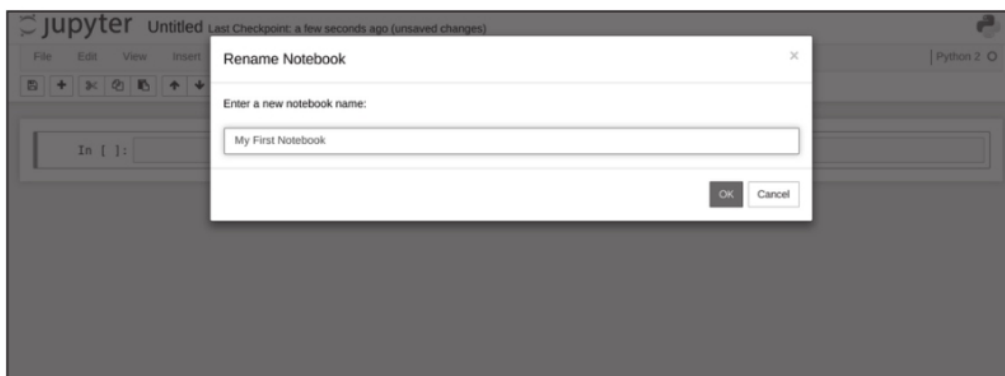 jupyter Untitled Last Checkpoint: a few seconds ago (unsaved changes)
File Edit View Insert Python 2
Rename Notebook ×
Enter a new notebook name:
My First Notebook
In [ ]:
OK Cancel